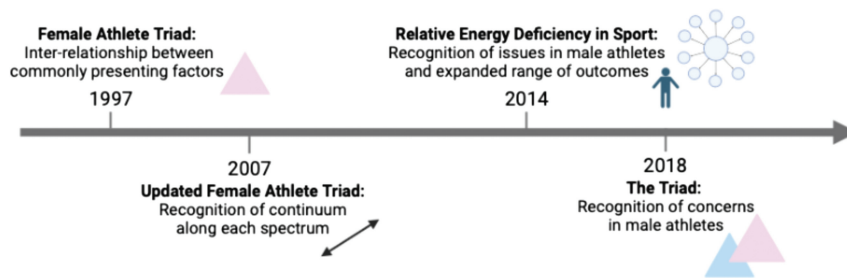 Female Athlete Triad:
Inter-relationship between
commonly presenting factors
1997
Relative Energy Deficiency in Sport:
Recognition of issues in male athletes
and expanded range of outcomes
2014
2007
Updated Female Athlete Triad:
Recognition of continuum
along each spectrum
2018
The Triad:
Recognition of concerns
in male athletes